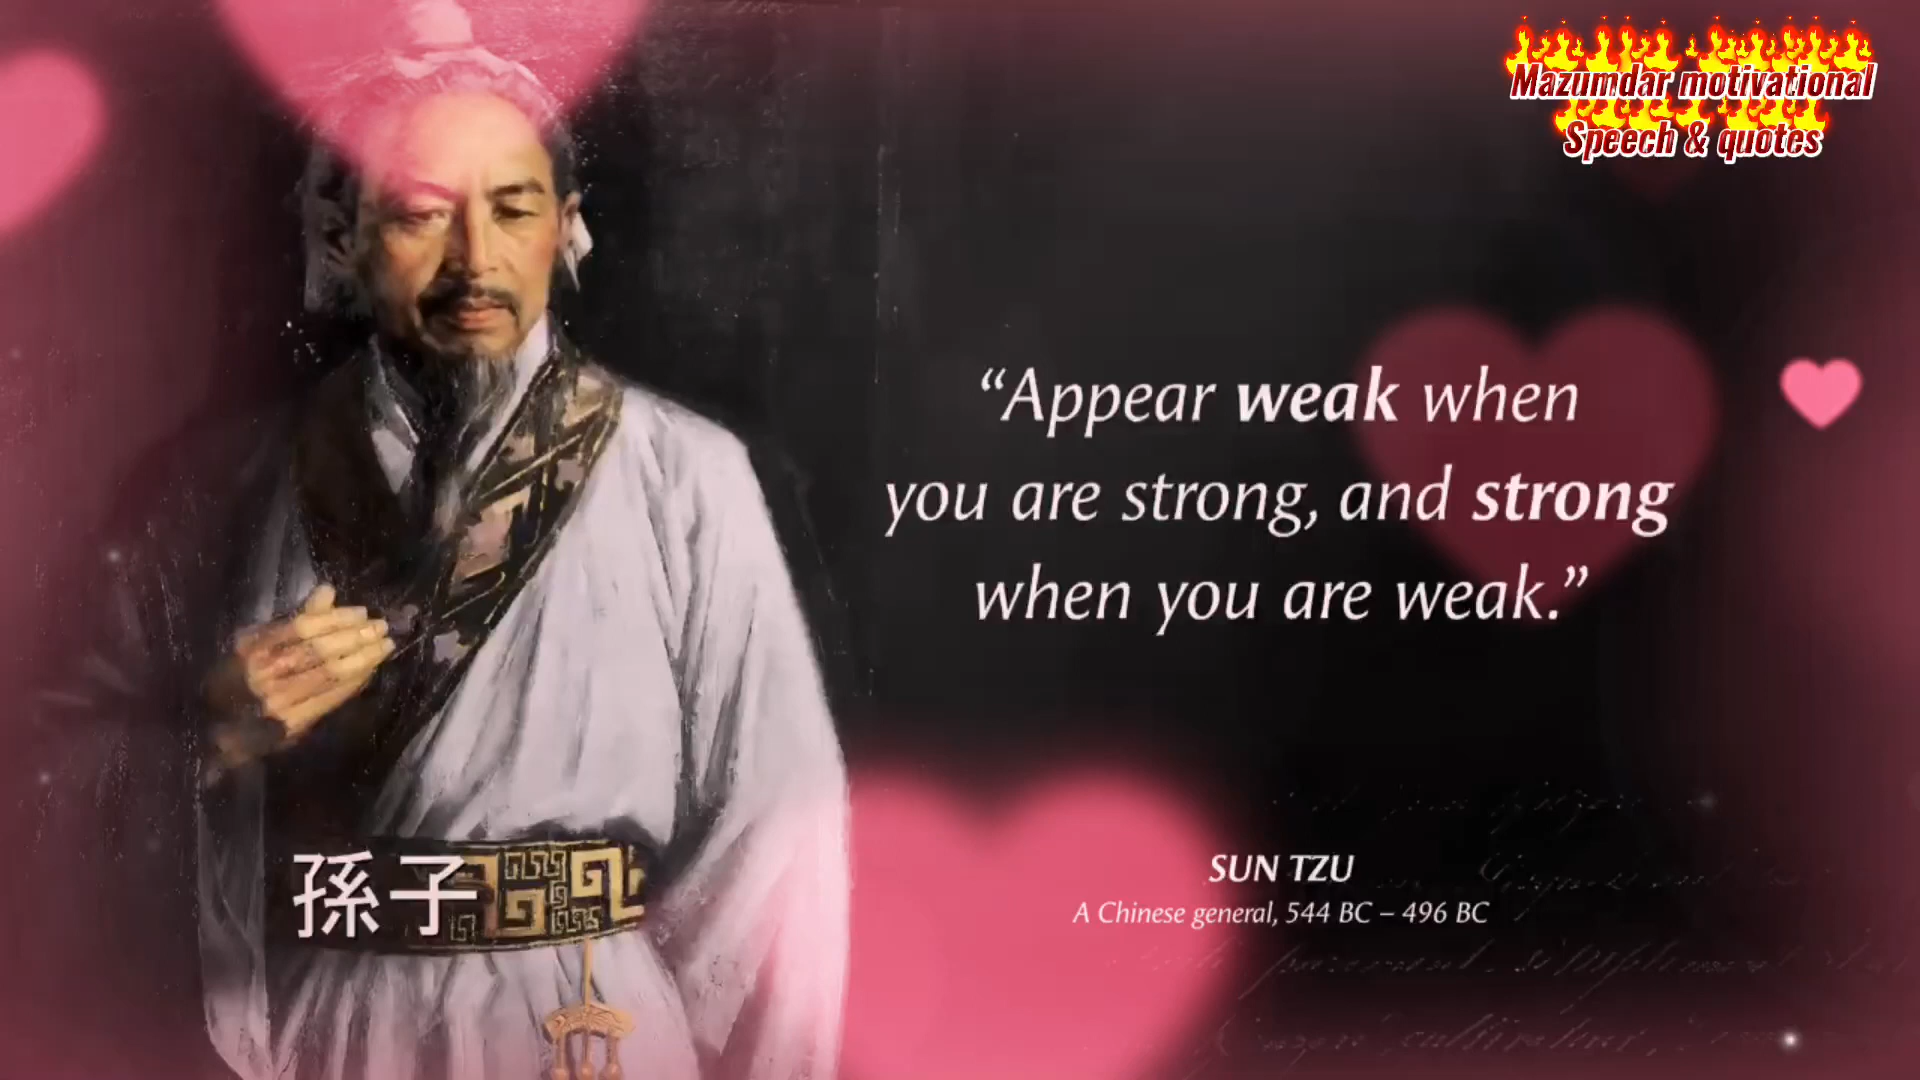 Mazumdar motivational
Speech & quotes
“Appear weak when
you are strong, and strong
when you are weak.”
孫子
SUN TZU
A Chinese general, 544 BC – 496 BC